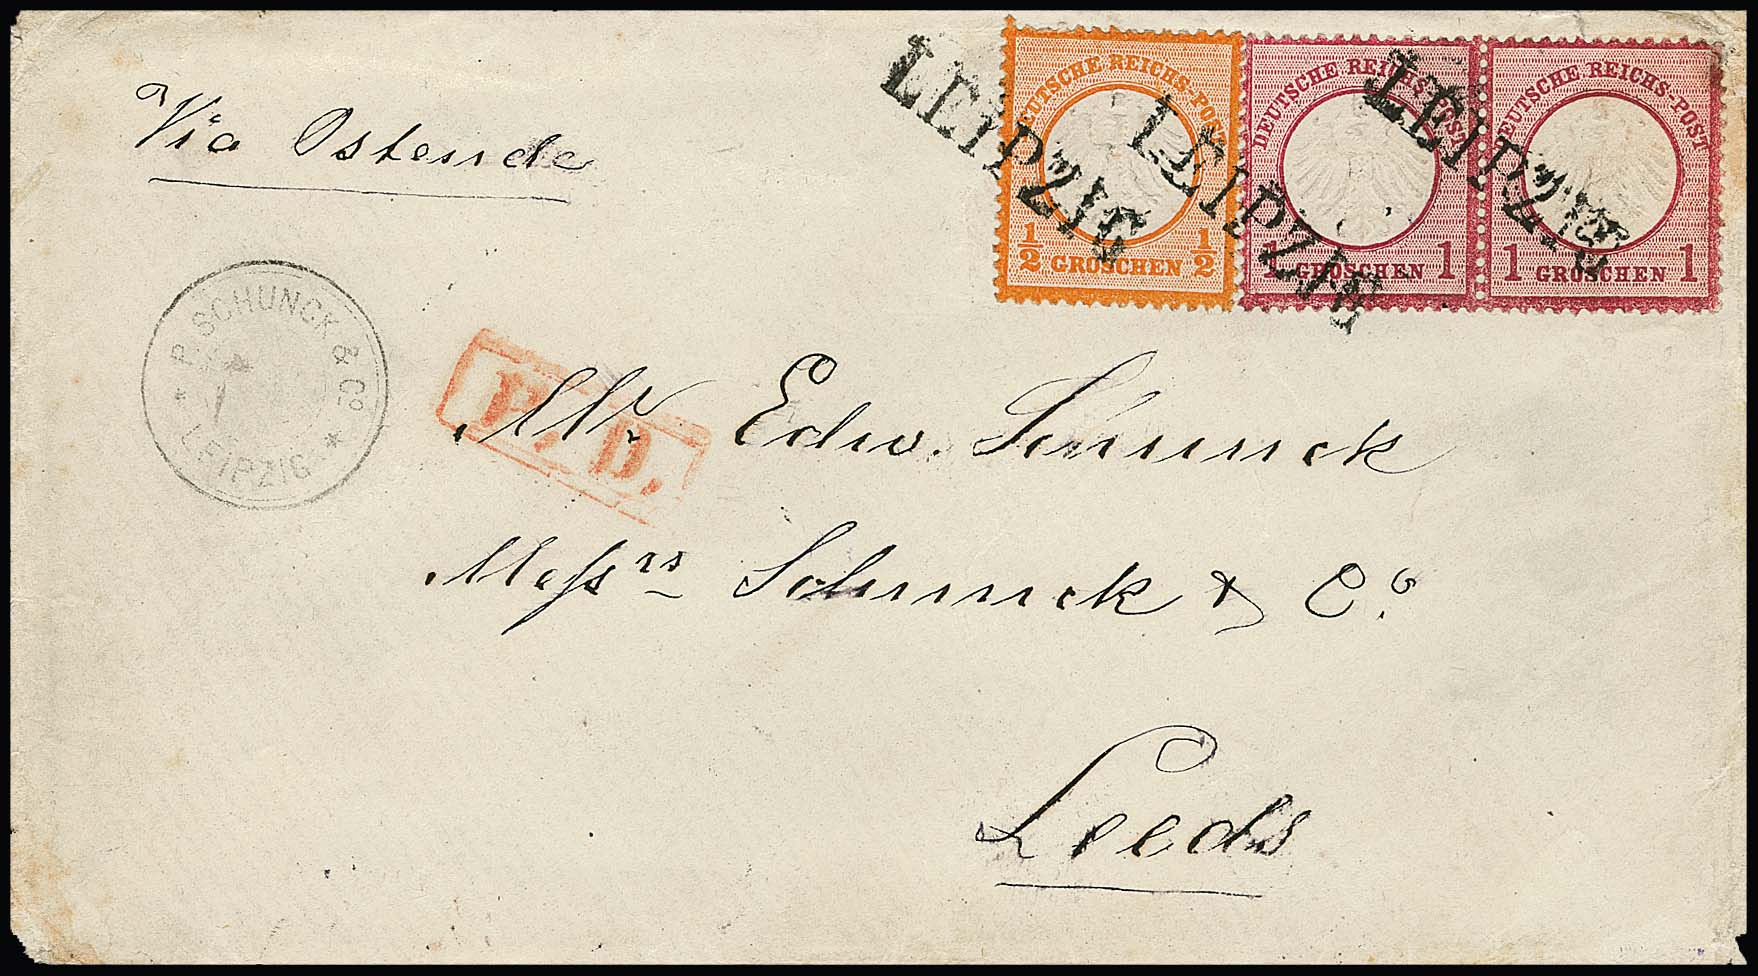 Via Ostende
DEUTSCHE REICHS-POST
1/2 GROSCHEN 1/2
DEUTSCHE REICHS-POST
1 GROSCHEN 1
DEUTSCHE REICHS-POST
1 GROSCHEN 1
LEIPZIG
LEIPZIG
LEIPZIG
P. SCHUNCK & Co
* LEIPZIG *
P. D.
Mr Edw. Schunck
Messrs Schunck & Co.
Leeds